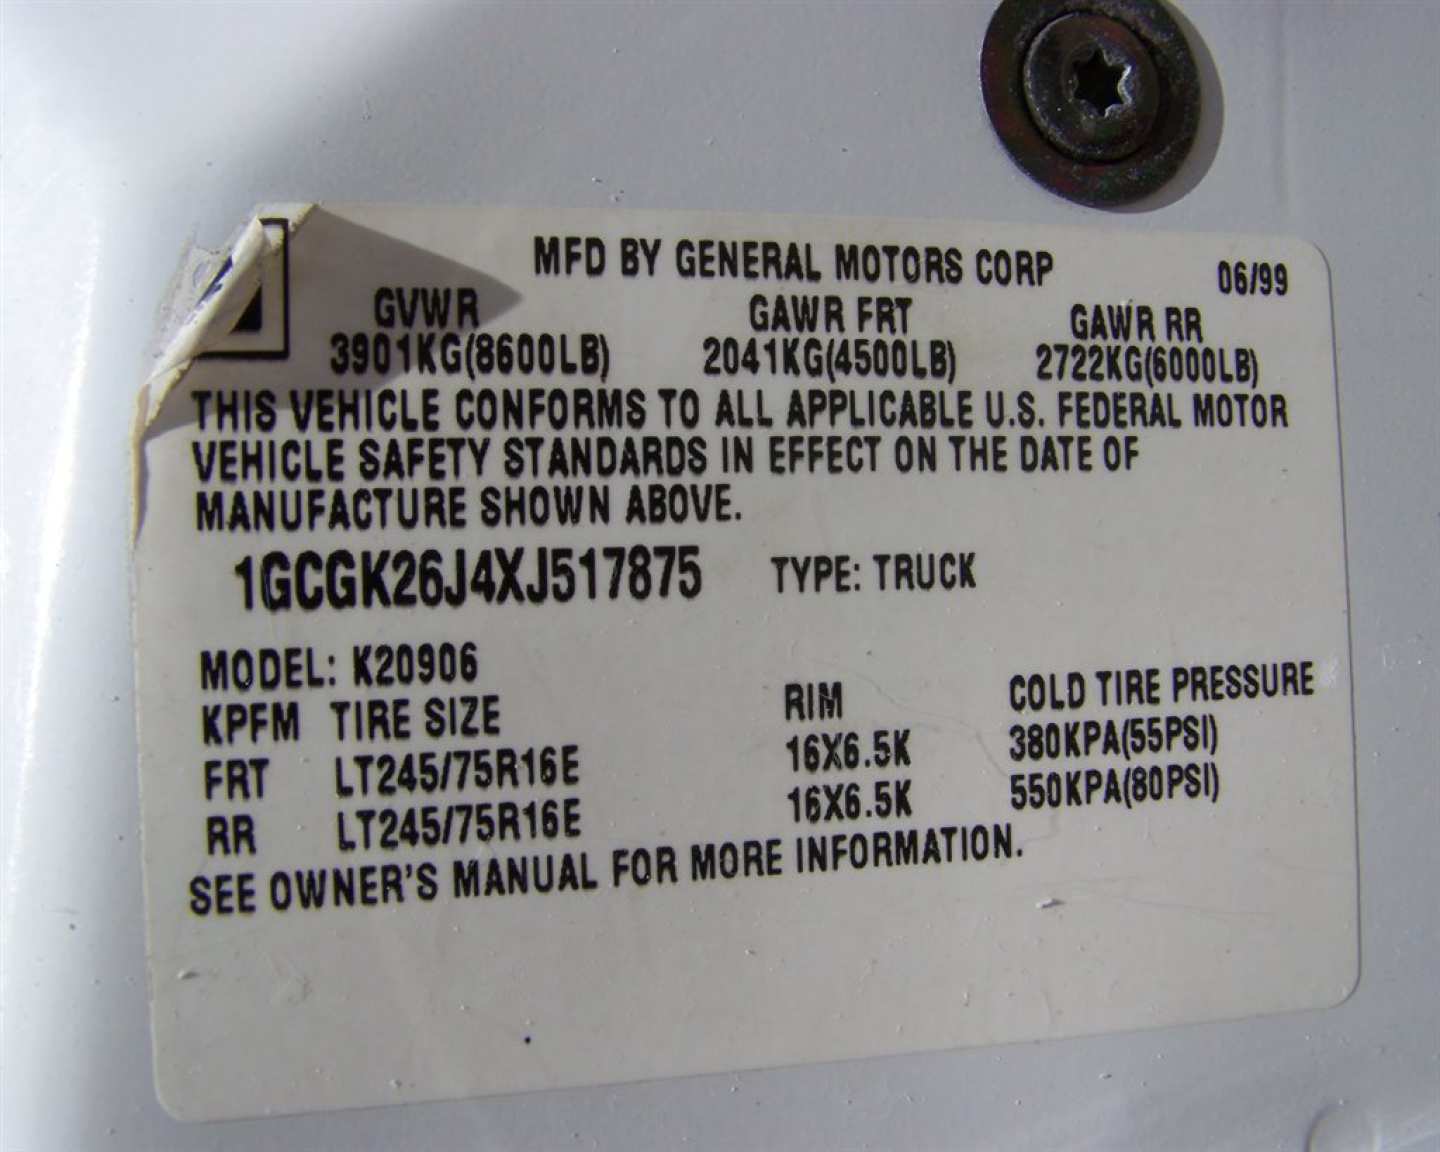 MFD BY GENERAL MOTORS CORP 06/99
GVWR GAWR FRT GAWR RR
3901KG(8600LB) 2041KG(4500LB) 2722KG(6000LB)
THIS VEHICLE CONFORMS TO ALL APPLICABLE U.S. FEDERAL MOTOR
VEHICLE SAFETY STANDARDS IN EFFECT ON THE DATE OF
MANUFACTURE SHOWN ABOVE.
1GCGK26J4XJ517875 TYPE: TRUCK
MODEL: K20906
KPFM TIRE SIZE RIM COLD TIRE PRESSURE
FRT LT245/75R16E 16X6.5K 380KPA(55PSI)
RR LT245/75R16E 16X6.5K 550KPA(80PSI)
SEE OWNER'S MANUAL FOR MORE INFORMATION.